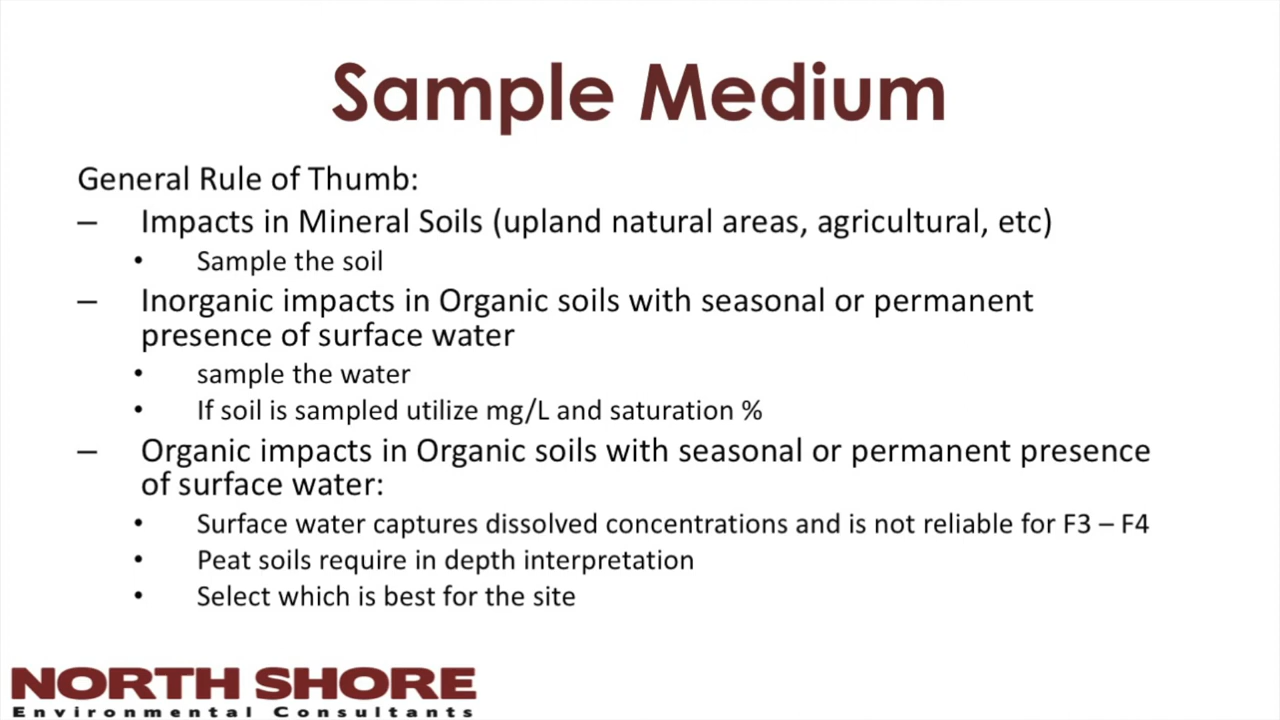 Sample Medium
General Rule of Thumb:
– Impacts in Mineral Soils (upland natural areas, agricultural, etc)
• Sample the soil
– Inorganic impacts in Organic soils with seasonal or permanent
presence of surface water
• sample the water
• If soil is sampled utilize mg/L and saturation %
– Organic impacts in Organic soils with seasonal or permanent presence
of surface water:
• Surface water captures dissolved concentrations and is not reliable for F3 – F4
• Peat soils require in depth interpretation
• Select which is best for the site
NORTH SHORE
Environmental Consultants